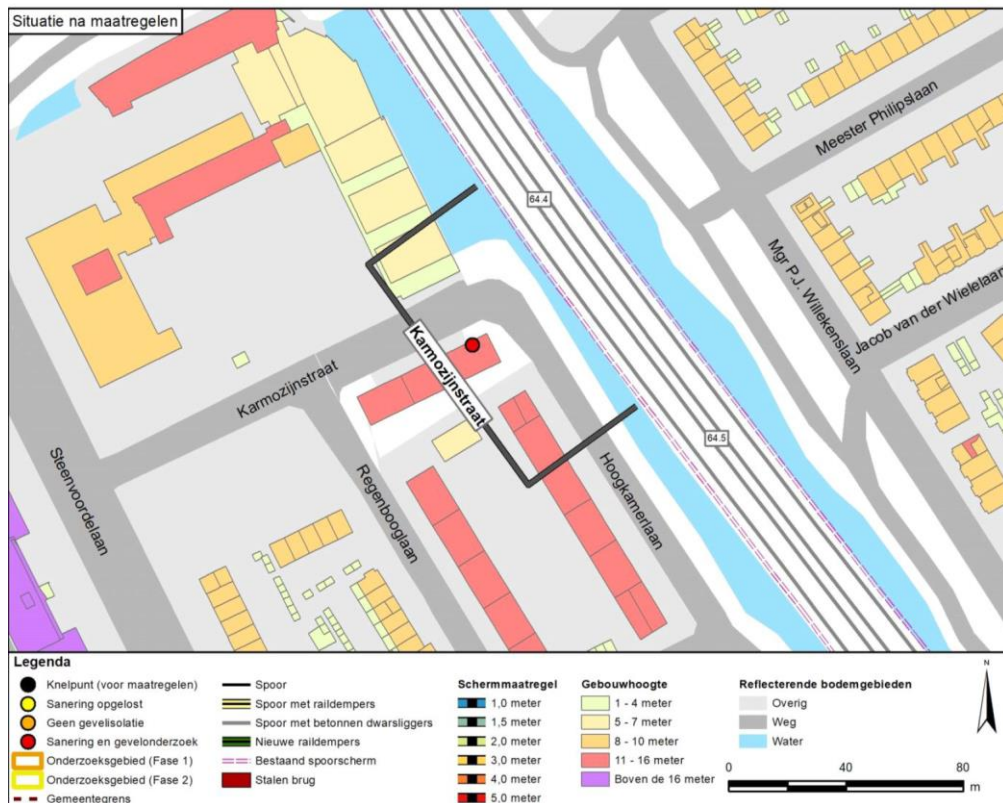 Situatie na maatregelen
Meester Philipslaan
64.4
Mgr P.J. Willekenslaan
Jacob van der Wielelaan
Karmozijnstraat
Karmozijnstraat
64.5
Steenvoordelaan
Regenbooglaan
Hoogkamerlaan
Legenda
Knelpunt (voor maatregelen)
Sanering opgelost
Geen gevelisolatie
Sanering en gevelonderzoek
Onderzoeksgebied (Fase 1)
Onderzoeksgebied (Fase 2)
Gemeentegrens
Spoor
Spoor met raildempers
Spoor met betonnen dwarsliggers
Nieuwe raildempers
Bestaand spoorscherm
Stalen brug
Schermmaatregel
1,0 meter
1,5 meter
2,0 meter
3,0 meter
4,0 meter
5,0 meter
Gebouwhoogte
1 - 4 meter
5 - 7 meter
8 - 10 meter
11 - 16 meter
Boven de 16 meter
Reflecterende bodemgebieden
Overig
Weg
Water
N
0 40 80
m